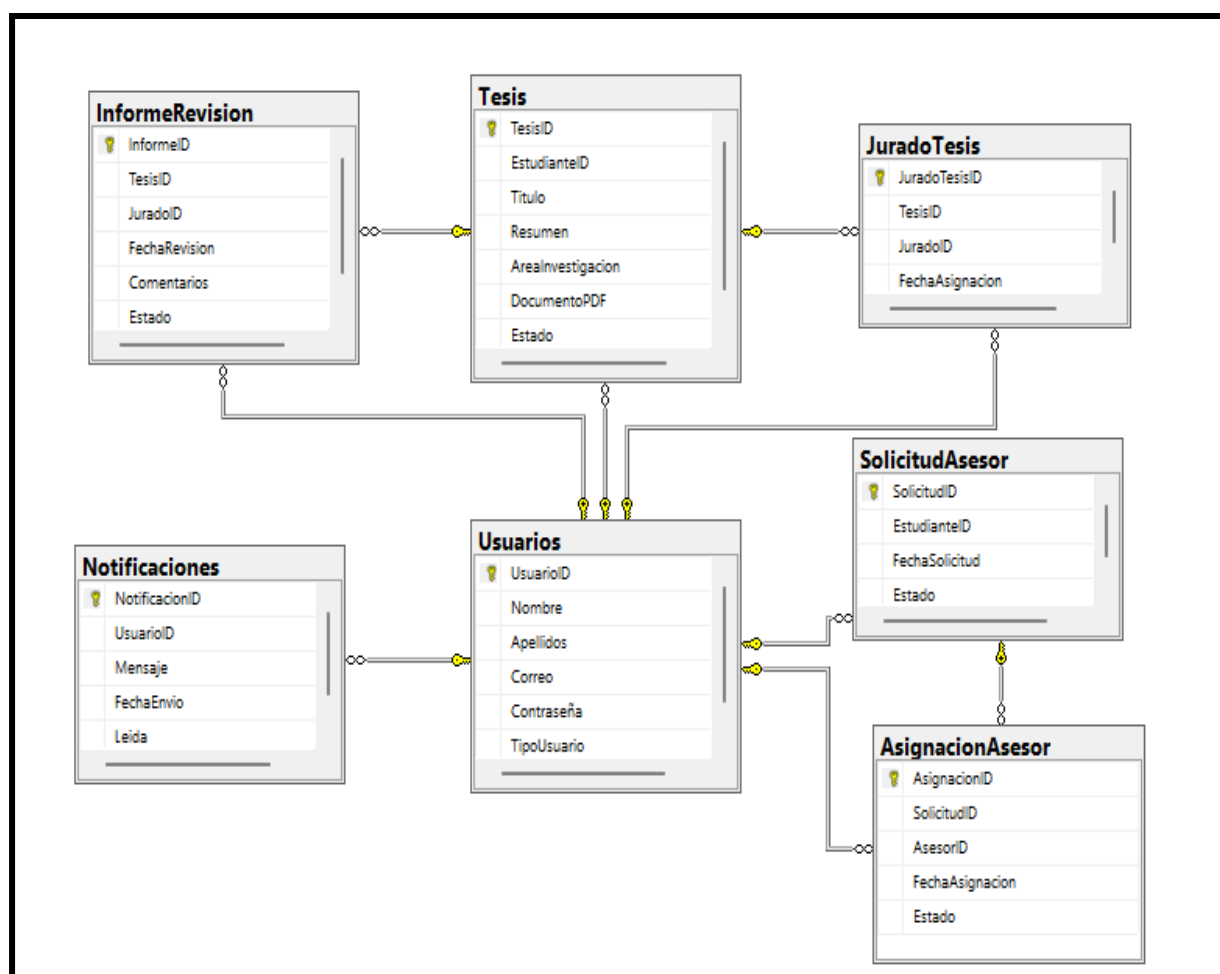 InformeRevision
InformeID
TesisID
JuradoID
FechaRevision
Comentarios
Estado
Tesis
TesisID
EstudianteID
Titulo
Resumen
AreaInvestigacion
DocumentoPDF
Estado
JuradoTesis
JuradoTesisID
TesisID
JuradoID
FechaAsignacion
SolicitudAsesor
SolicitudID
EstudianteID
FechaSolicitud
Estado
Notificaciones
NotificacionID
UsuarioID
Mensaje
FechaEnvio
Leida
Usuarios
UsuarioID
Nombre
Apellidos
Correo
Contraseña
TipoUsuario
AsignacionAsesor
AsignacionID
SolicitudID
AsesorID
FechaAsignacion
Estado